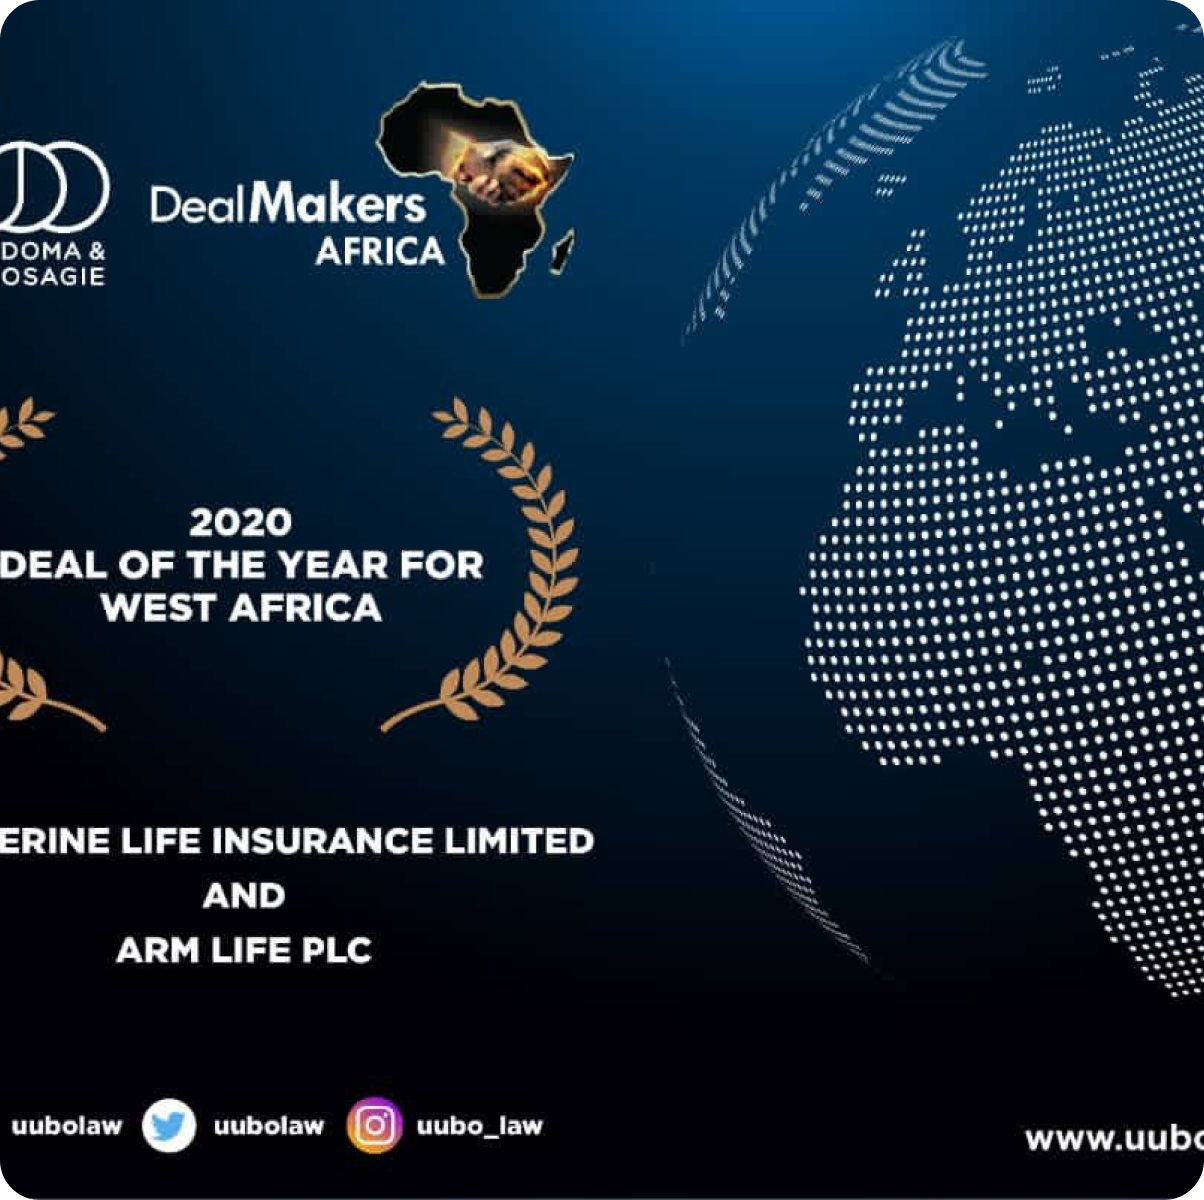 DOMA &
OSAGIE
DealMakers
AFRICA
2020
DEAL OF THE YEAR FOR
WEST AFRICA
ERINE LIFE INSURANCE LIMITED
AND
ARM LIFE PLC
uubolaw uubolaw uubo_law
www.uubo